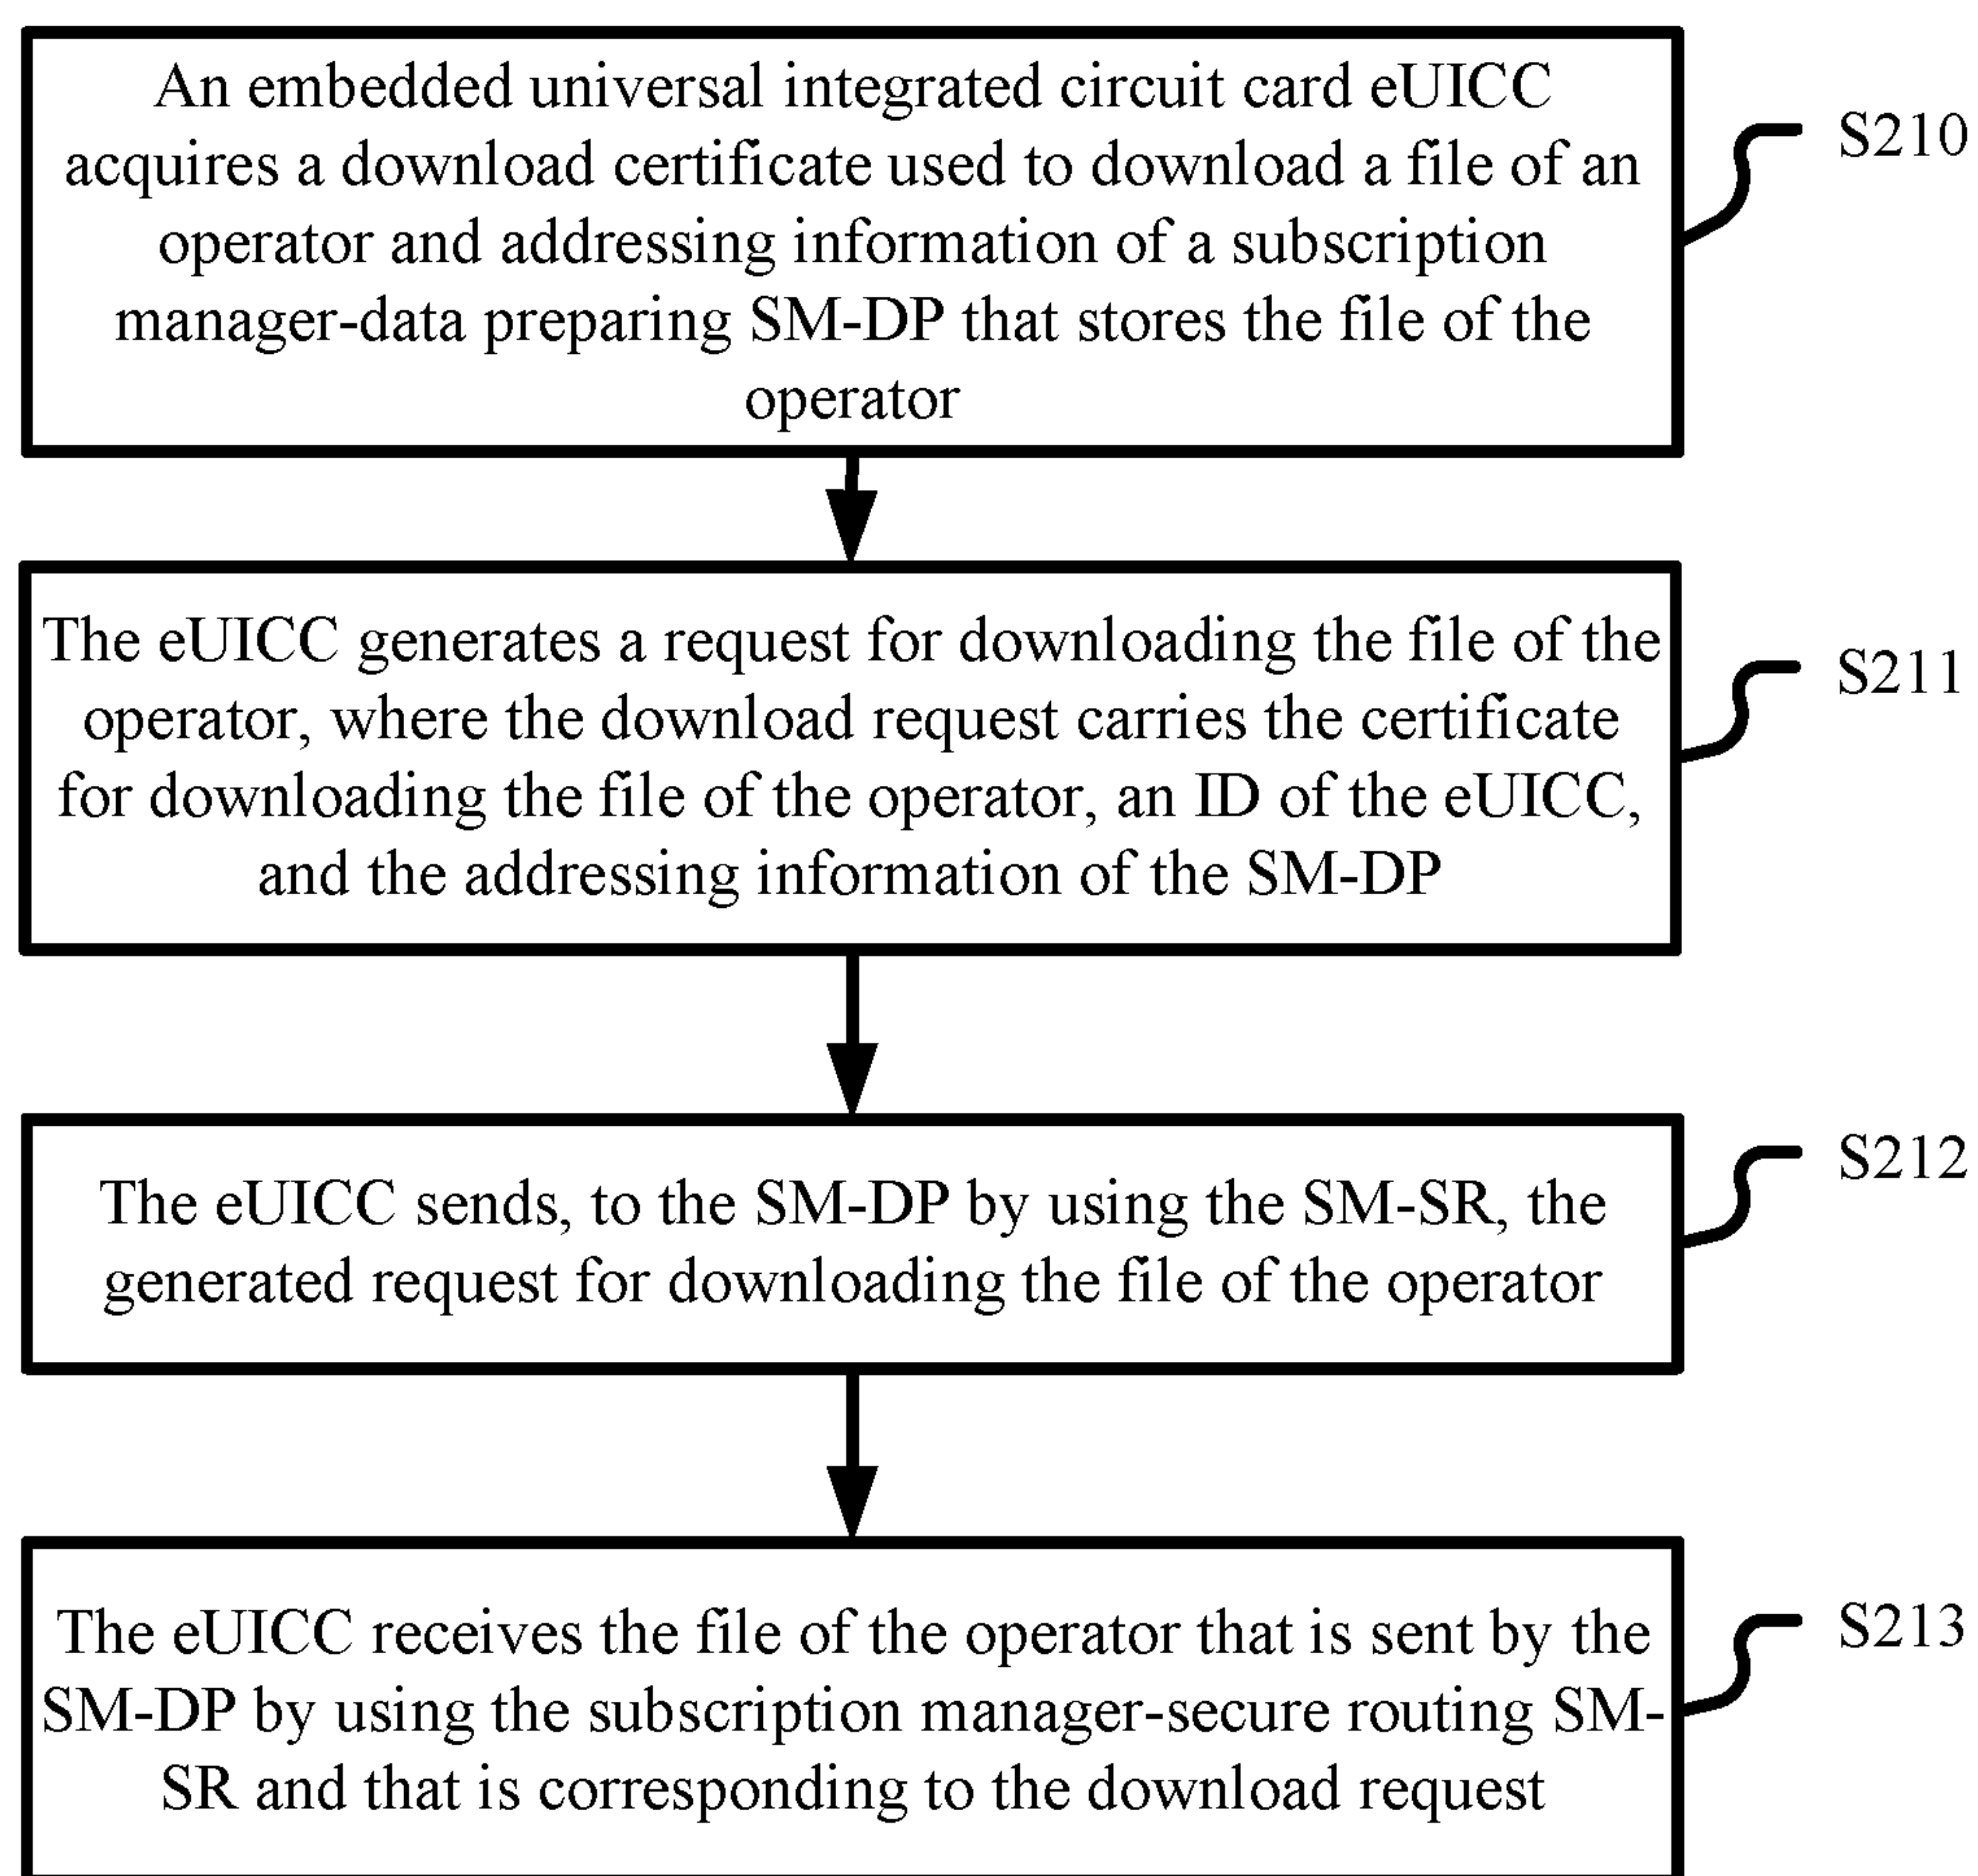 An embedded universal integrated circuit card eUICC
acquires a download certificate used to download a file of an
operator and addressing information of a subscription
manager-data preparing SM-DP that stores the file of the
operator
S210
The eUICC generates a request for downloading the file of the
operator, where the download request carries the certificate
for downloading the file of the operator, an ID of the eUICC,
and the addressing information of the SM-DP
S211
The eUICC sends, to the SM-DP by using the SM-SR, the
generated request for downloading the file of the operator
S212
The eUICC receives the file of the operator that is sent by the
SM-DP by using the subscription manager-secure routing SM-
SR and that is corresponding to the download request
S213